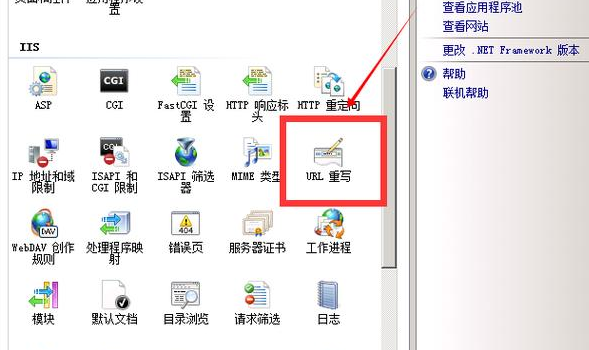 置
IIS
ASP
CGI
CGI
FastCGI 设
置
HTTP 响应标
头
HTTP 重定向
IP 地址和域
限制
CGI
ISAPI 和
CGI 限制
ISAPI 筛选
器
MIME 类型
URL 重写
DAV
WebDAV 创作
规则
处理程序映
射
404
错误页
服务器证书
工作进程
模块
默认文档
目录浏览
请求筛选
日志
查看应用程序池
查看网站
更改 .NET Framework 版本
帮助
联机帮助